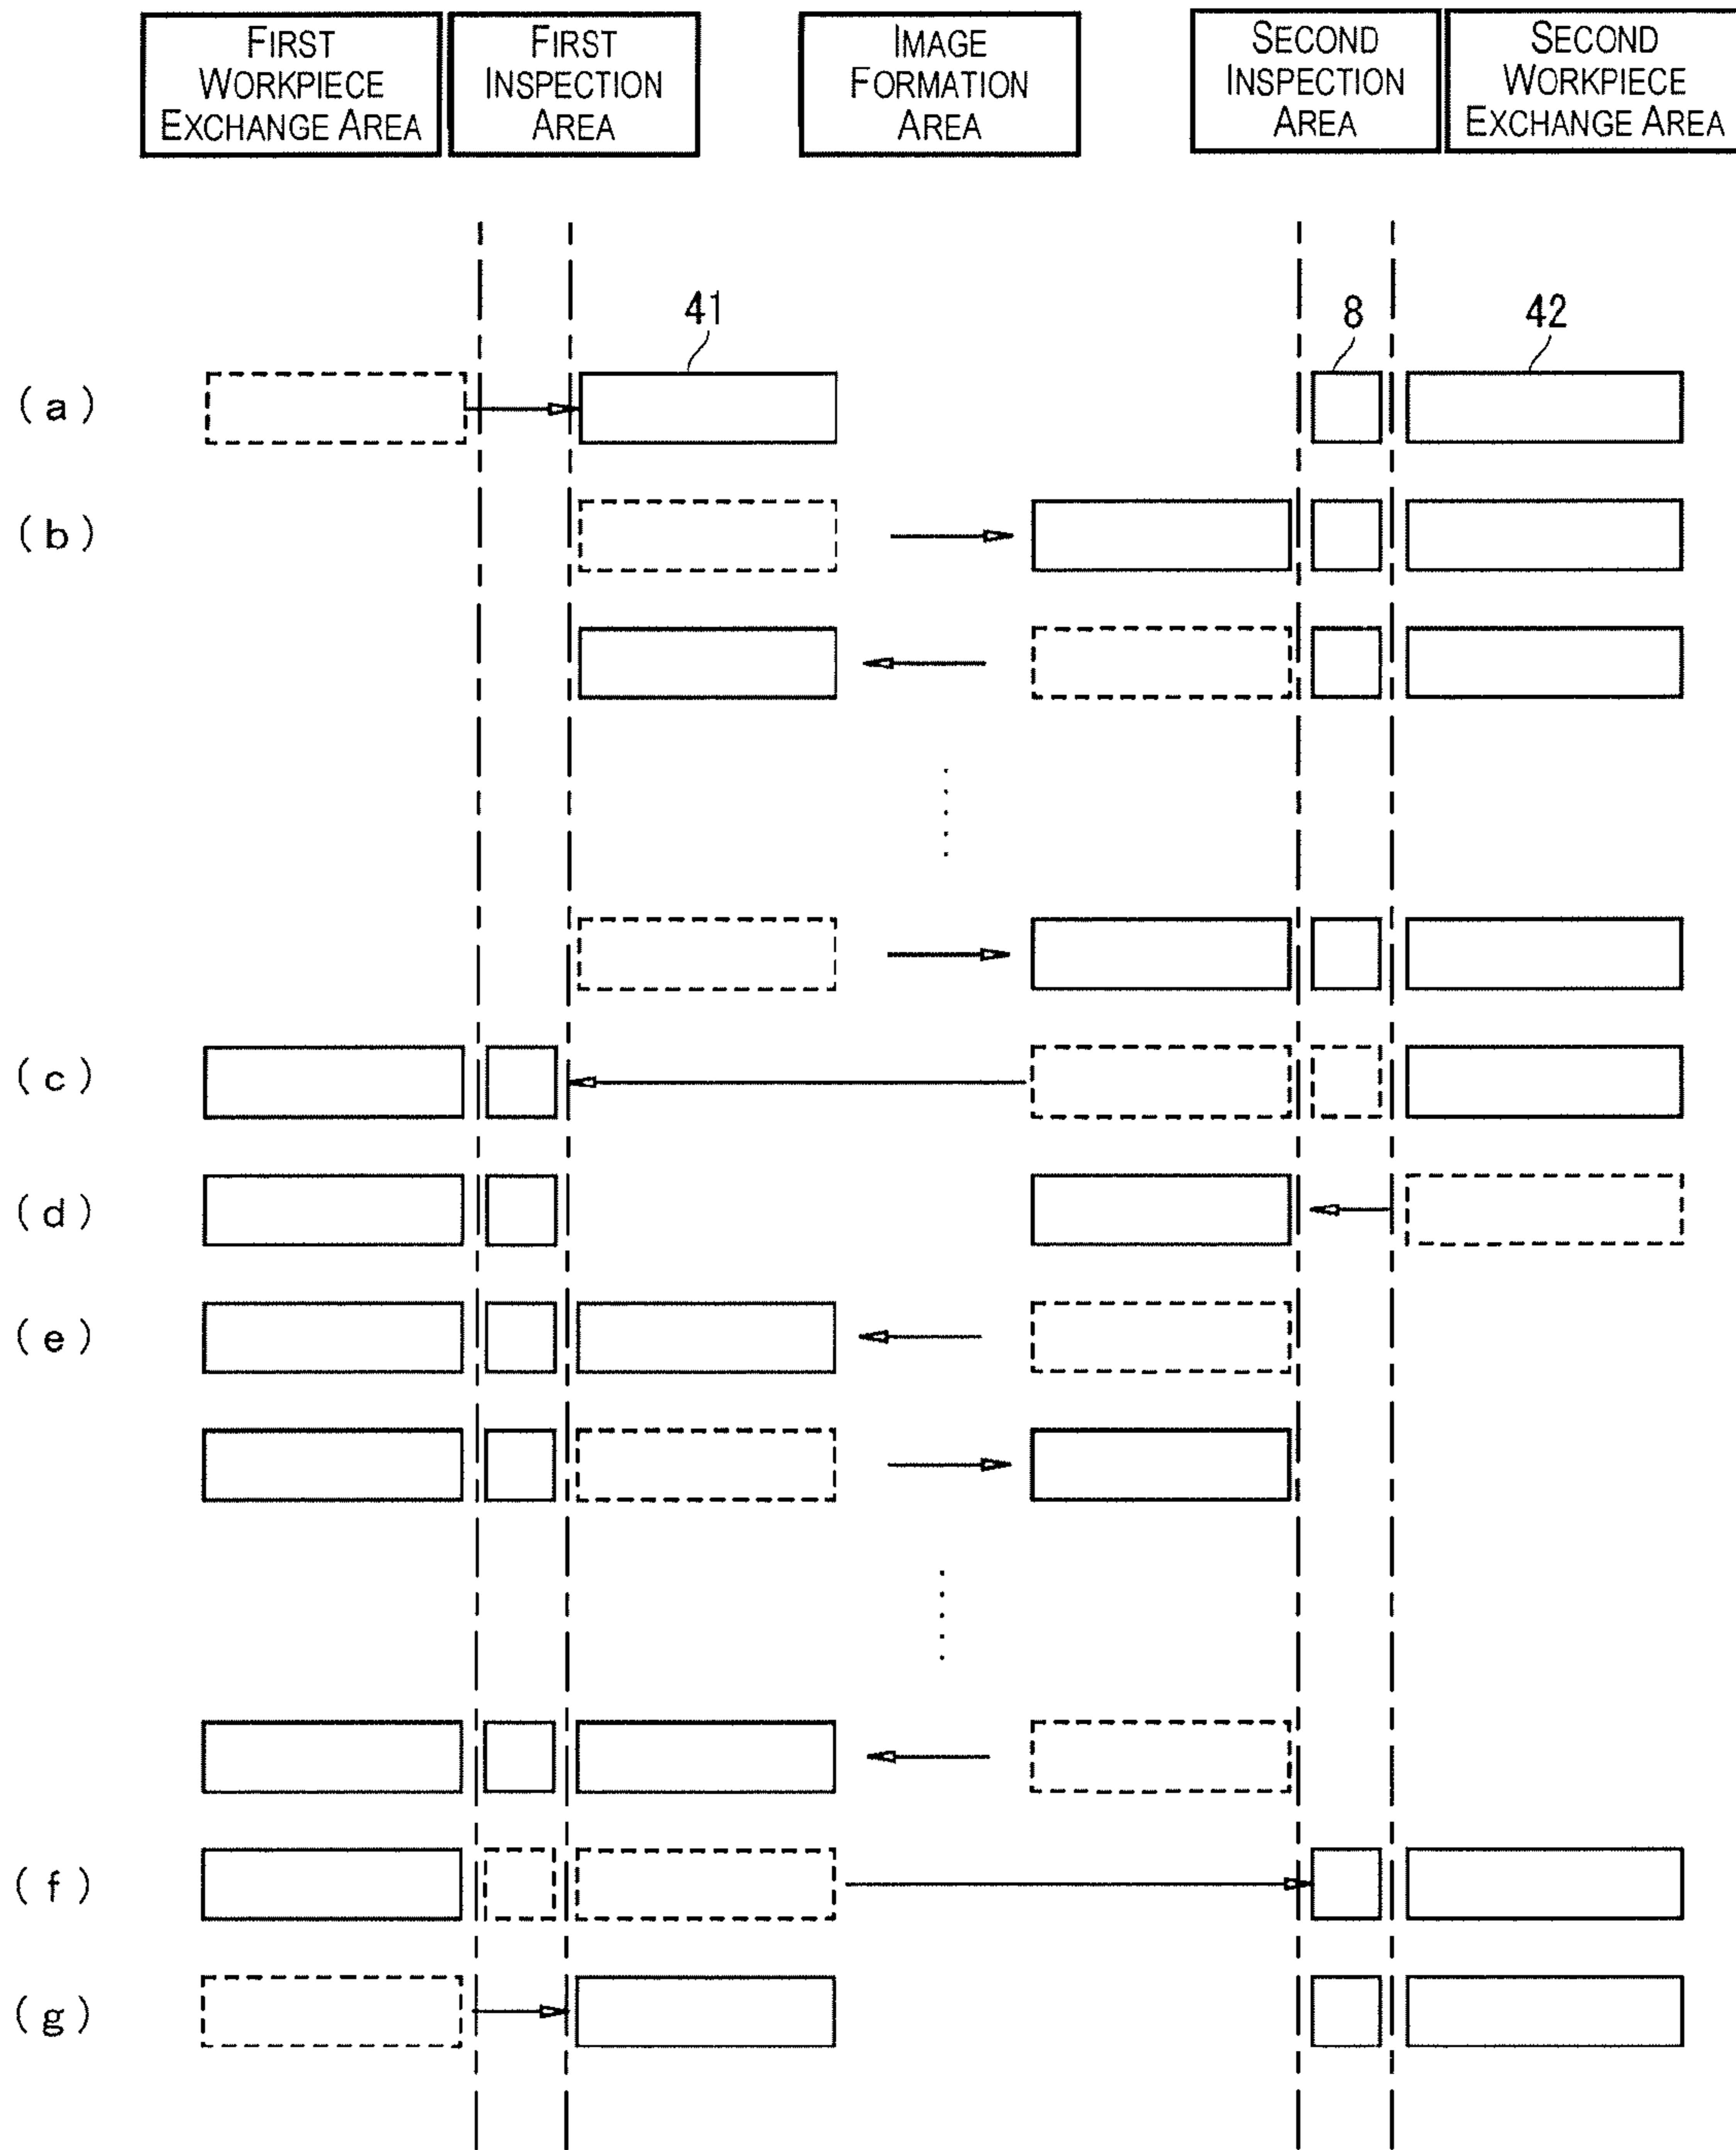 FIRST
WORKPIECE
EXCHANGE AREA
FIRST
INSPECTION
AREA
IMAGE
FORMATION
AREA
SECOND
INSPECTION
AREA
SECOND
WORKPIECE
EXCHANGE AREA
41
8
42
(a)
(b)
(c)
(d)
(e)
(f)
(g)